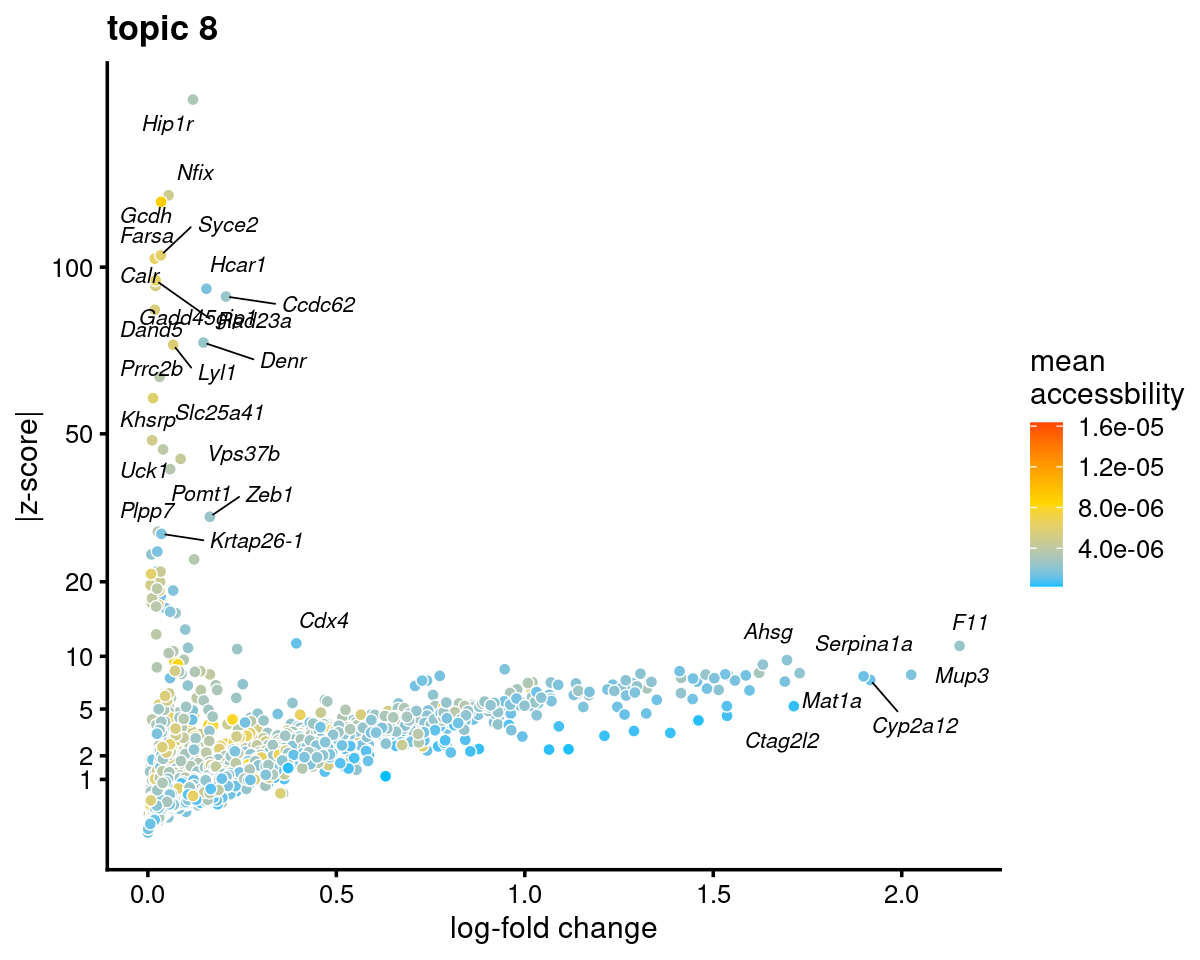 topic 8
Hip1r
Nfix
Gcdh
Farsa
Syce2
Calr
Hcar1
Ccdc62
Gadd45gip1
Rad23a
Dand5
Denr
Prrc2b
Lyl1
Khsrp
Slc25a41
Uck1
Vps37b
Pomt1
Zeb1
Plpp7
Krtap26-1
Cdx4
Ahsg
Serpina1a
F11
Mup3
Mat1a
Cyp2a12
Ctag2l2
|z-score|
100
50
20
10
5
2
1
0.0
0.5
1.0
1.5
2.0
log-fold change
mean
accessbility
1.6e-05
1.2e-05
8.0e-06
4.0e-06